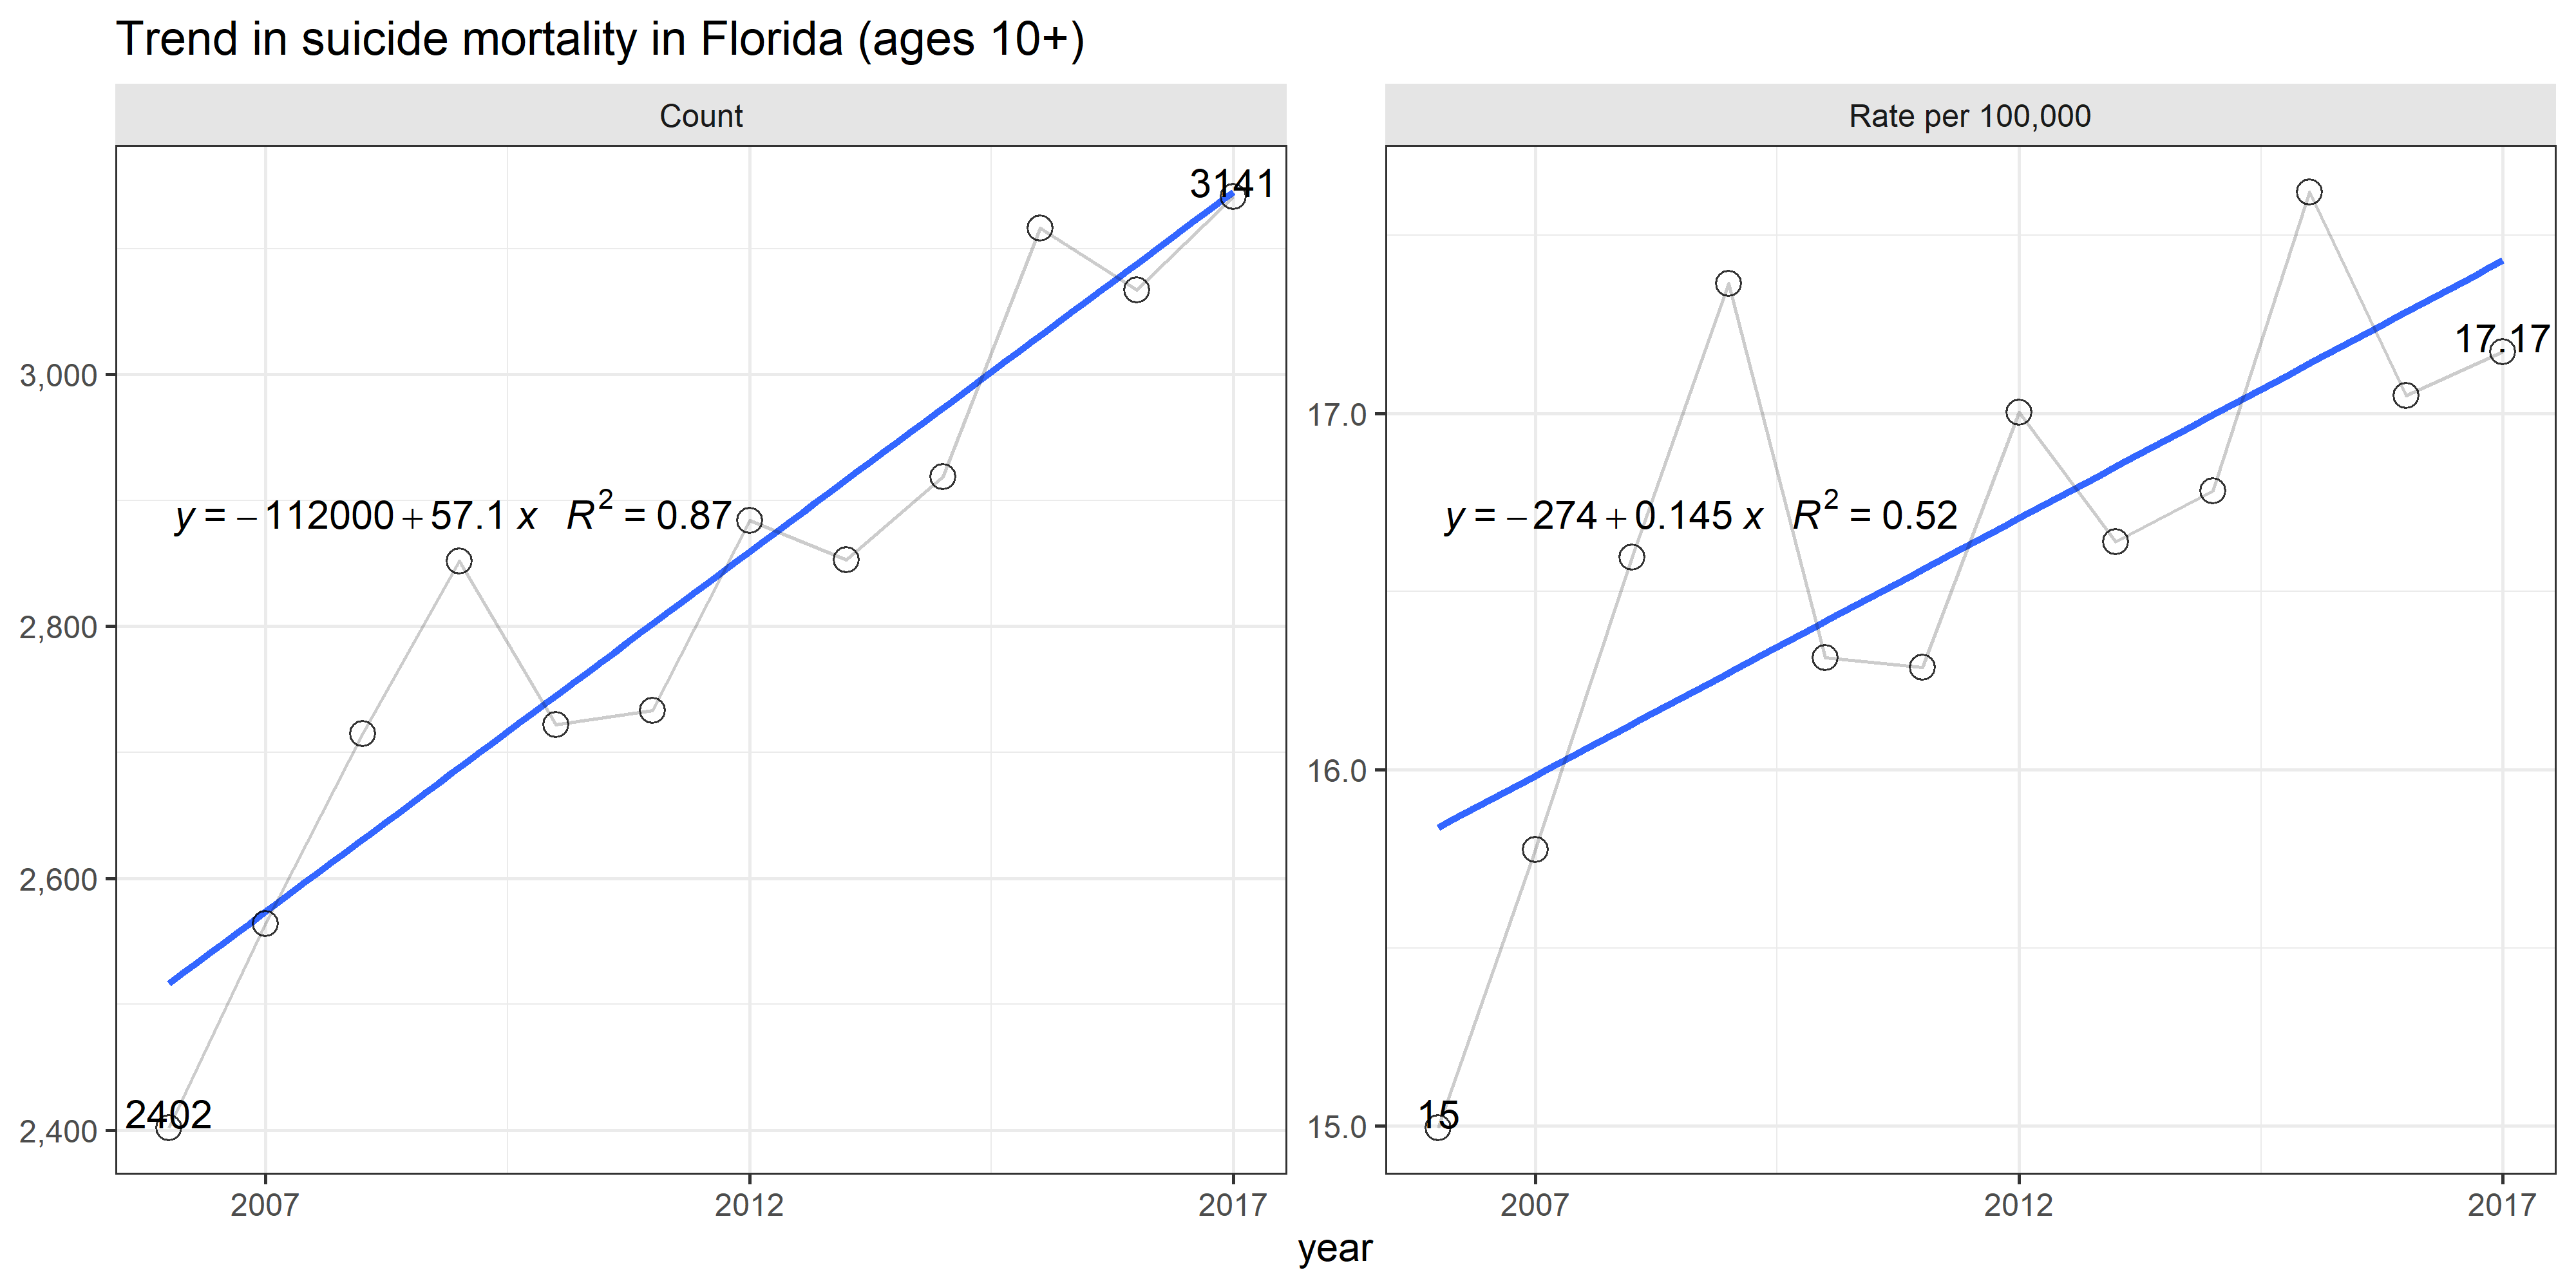 Trend in suicide mortality in Florida (ages 10+)
Count
Rate per 100,000
3,000
2,800
2,600
2,400
3141
y = −112000 + 57.1 x R² = 0.87
2402
2007
2012
2017
17.0
16.0
15.0
17.17
y = −274 + 0.145 x R² = 0.52
15
2007
2012
2017
year